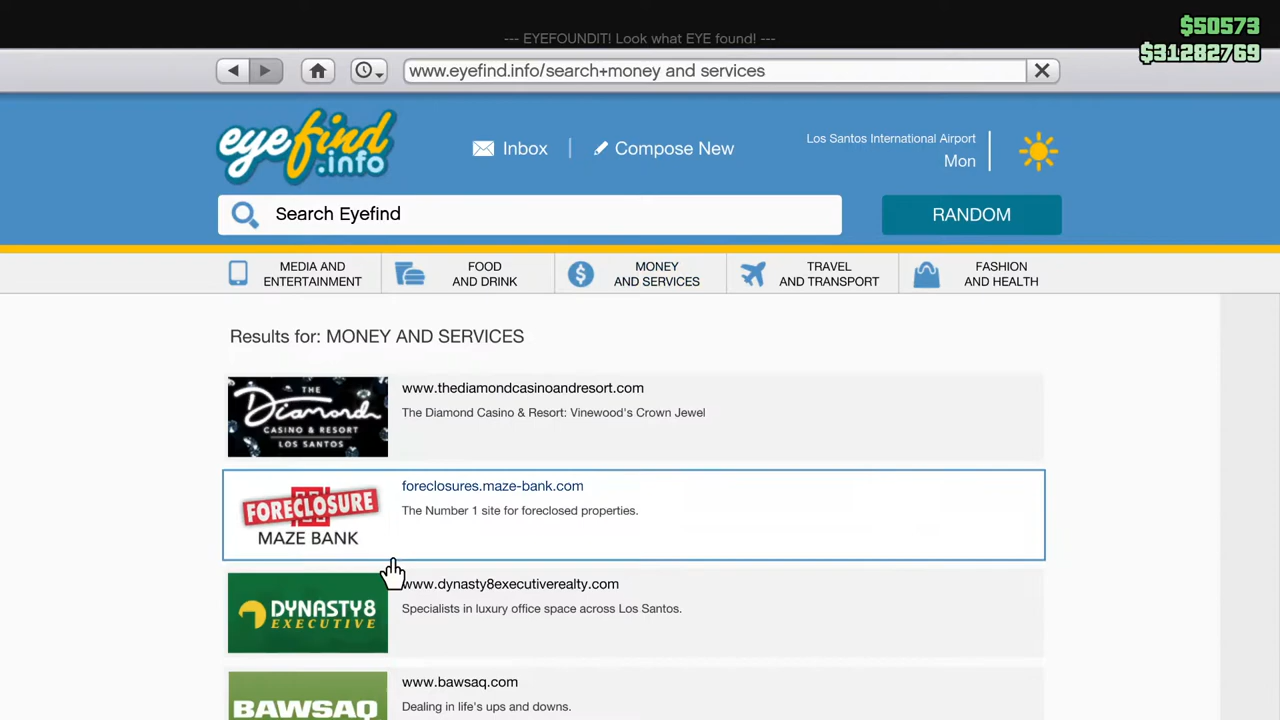 --- EYEFOUNDIT! Look what EYE found! ---
$50573
$31282769
www.eyefind.info/search+money and services
eyefind
.info
Inbox
Compose New
Los Santos International Airport
Mon
Search Eyefind
RANDOM
MEDIA AND
ENTERTAINMENT
FOOD
AND DRINK
MONEY
AND SERVICES
TRAVEL
AND TRANSPORT
FASHION
AND HEALTH
Results for: MONEY AND SERVICES
THE
Diamond
CASINO & RESORT
LOS SANTOS
www.thediamondcasinoandresort.com
The Diamond Casino & Resort: Vinewood's Crown Jewel
FORECLOSURE
MAZE BANK
foreclosures.maze-bank.com
The Number 1 site for foreclosed properties.
DYNASTY8
EXECUTIVE
www.dynasty8executiverealty.com
Specialists in luxury office space across Los Santos.
BAWSAQ
www.bawsaq.com
Dealing in life's ups and downs.